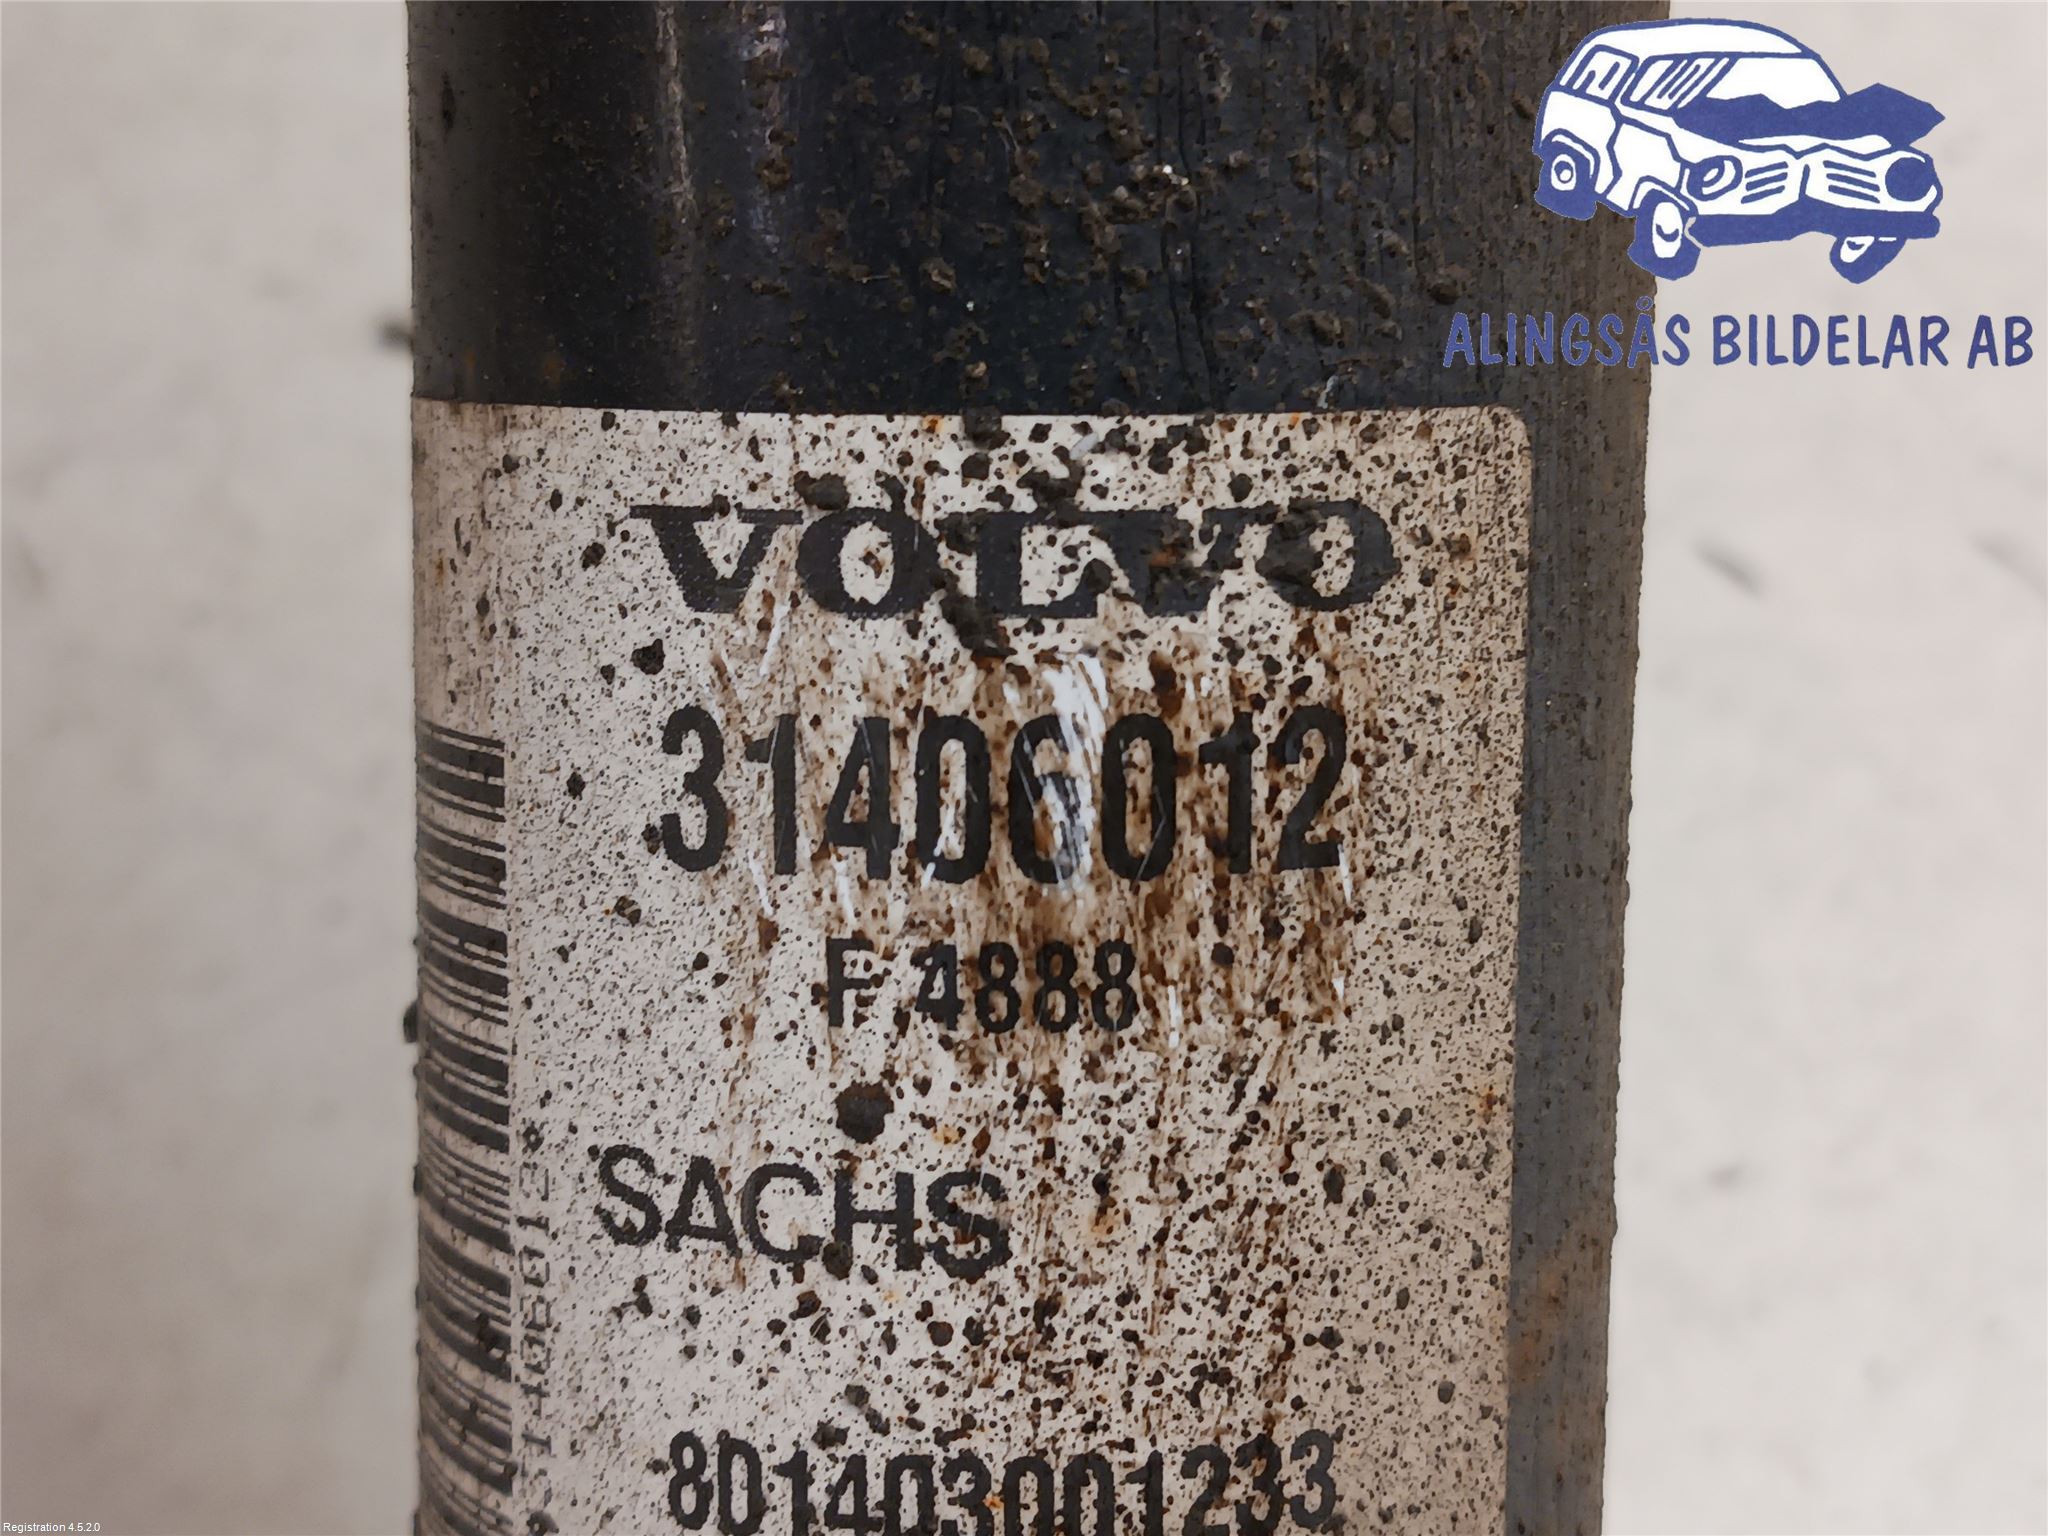 ALINGSÅS BILDELAR AB
VOLVO
31406012
F 4888
SACHS
801403001233
Registration 4.5.2.0